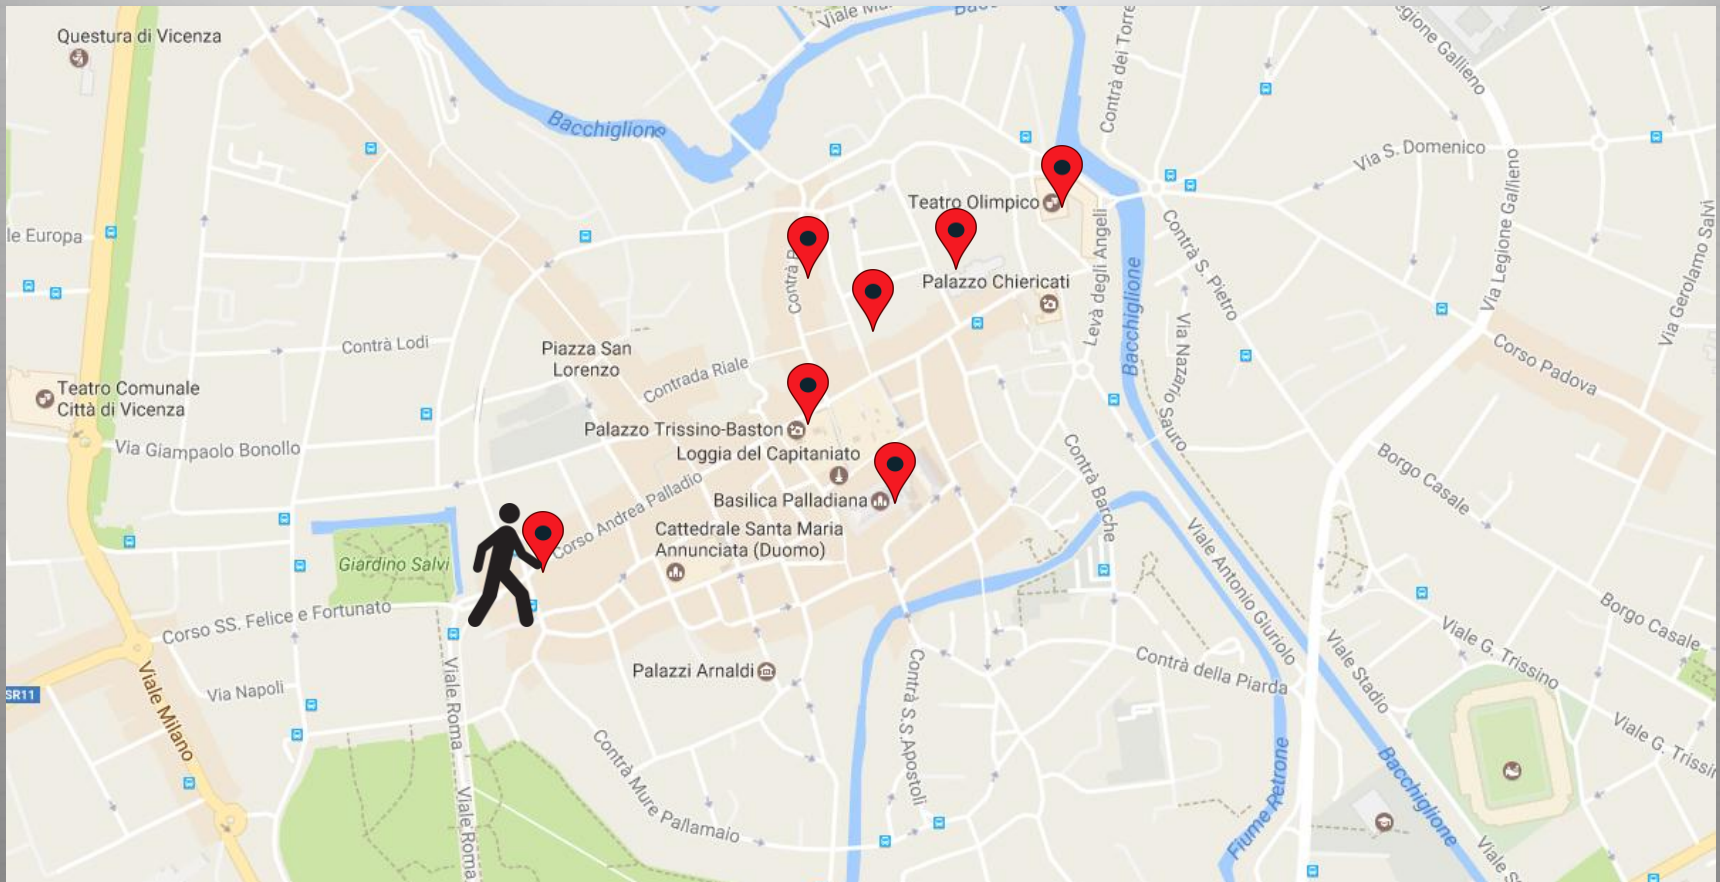 Questura di Vicenza
Bacchiglione
Contrà dei Torre
egione Gallieno
Via S. Domenico
Via Legione Gallieno
Via Gerolamo Salvi
le Europa
Teatro Olimpico
Contrà
Palazzo Chiericati
Levà degli Angeli
Bacchiglione
Contrà S. Pietro
Via Nazario Sauro
Corso Padova
Contrà Lodi
Piazza San
Lorenzo
Contrada Riale
Teatro Comunale
Città di Vicenza
Via Giampaolo Bonollo
Palazzo Trissino-Baston
Loggia del Capitaniato
Basilica Palladiana
Corso Andrea Palladio
Cattedrale Santa Maria
Annunciata (Duomo)
Contrà Barche
Borgo Casale
Giardino Salvi
Corso SS. Felice e Fortunato
Viale Antonio Giuriolo
Borgo Casale
Viale G. Trissino
Viale Stadio
Contrà della Piarda
Palazzi Arnaldi
SR11
Via Napoli
Viale Milano
Viale Roma
Contrà S.S. Apostoli
Contrà Mure Pallamaio
Viale Roma
Fiume Retrone
Bacchiglione
Viale G. Trissi
Viale S